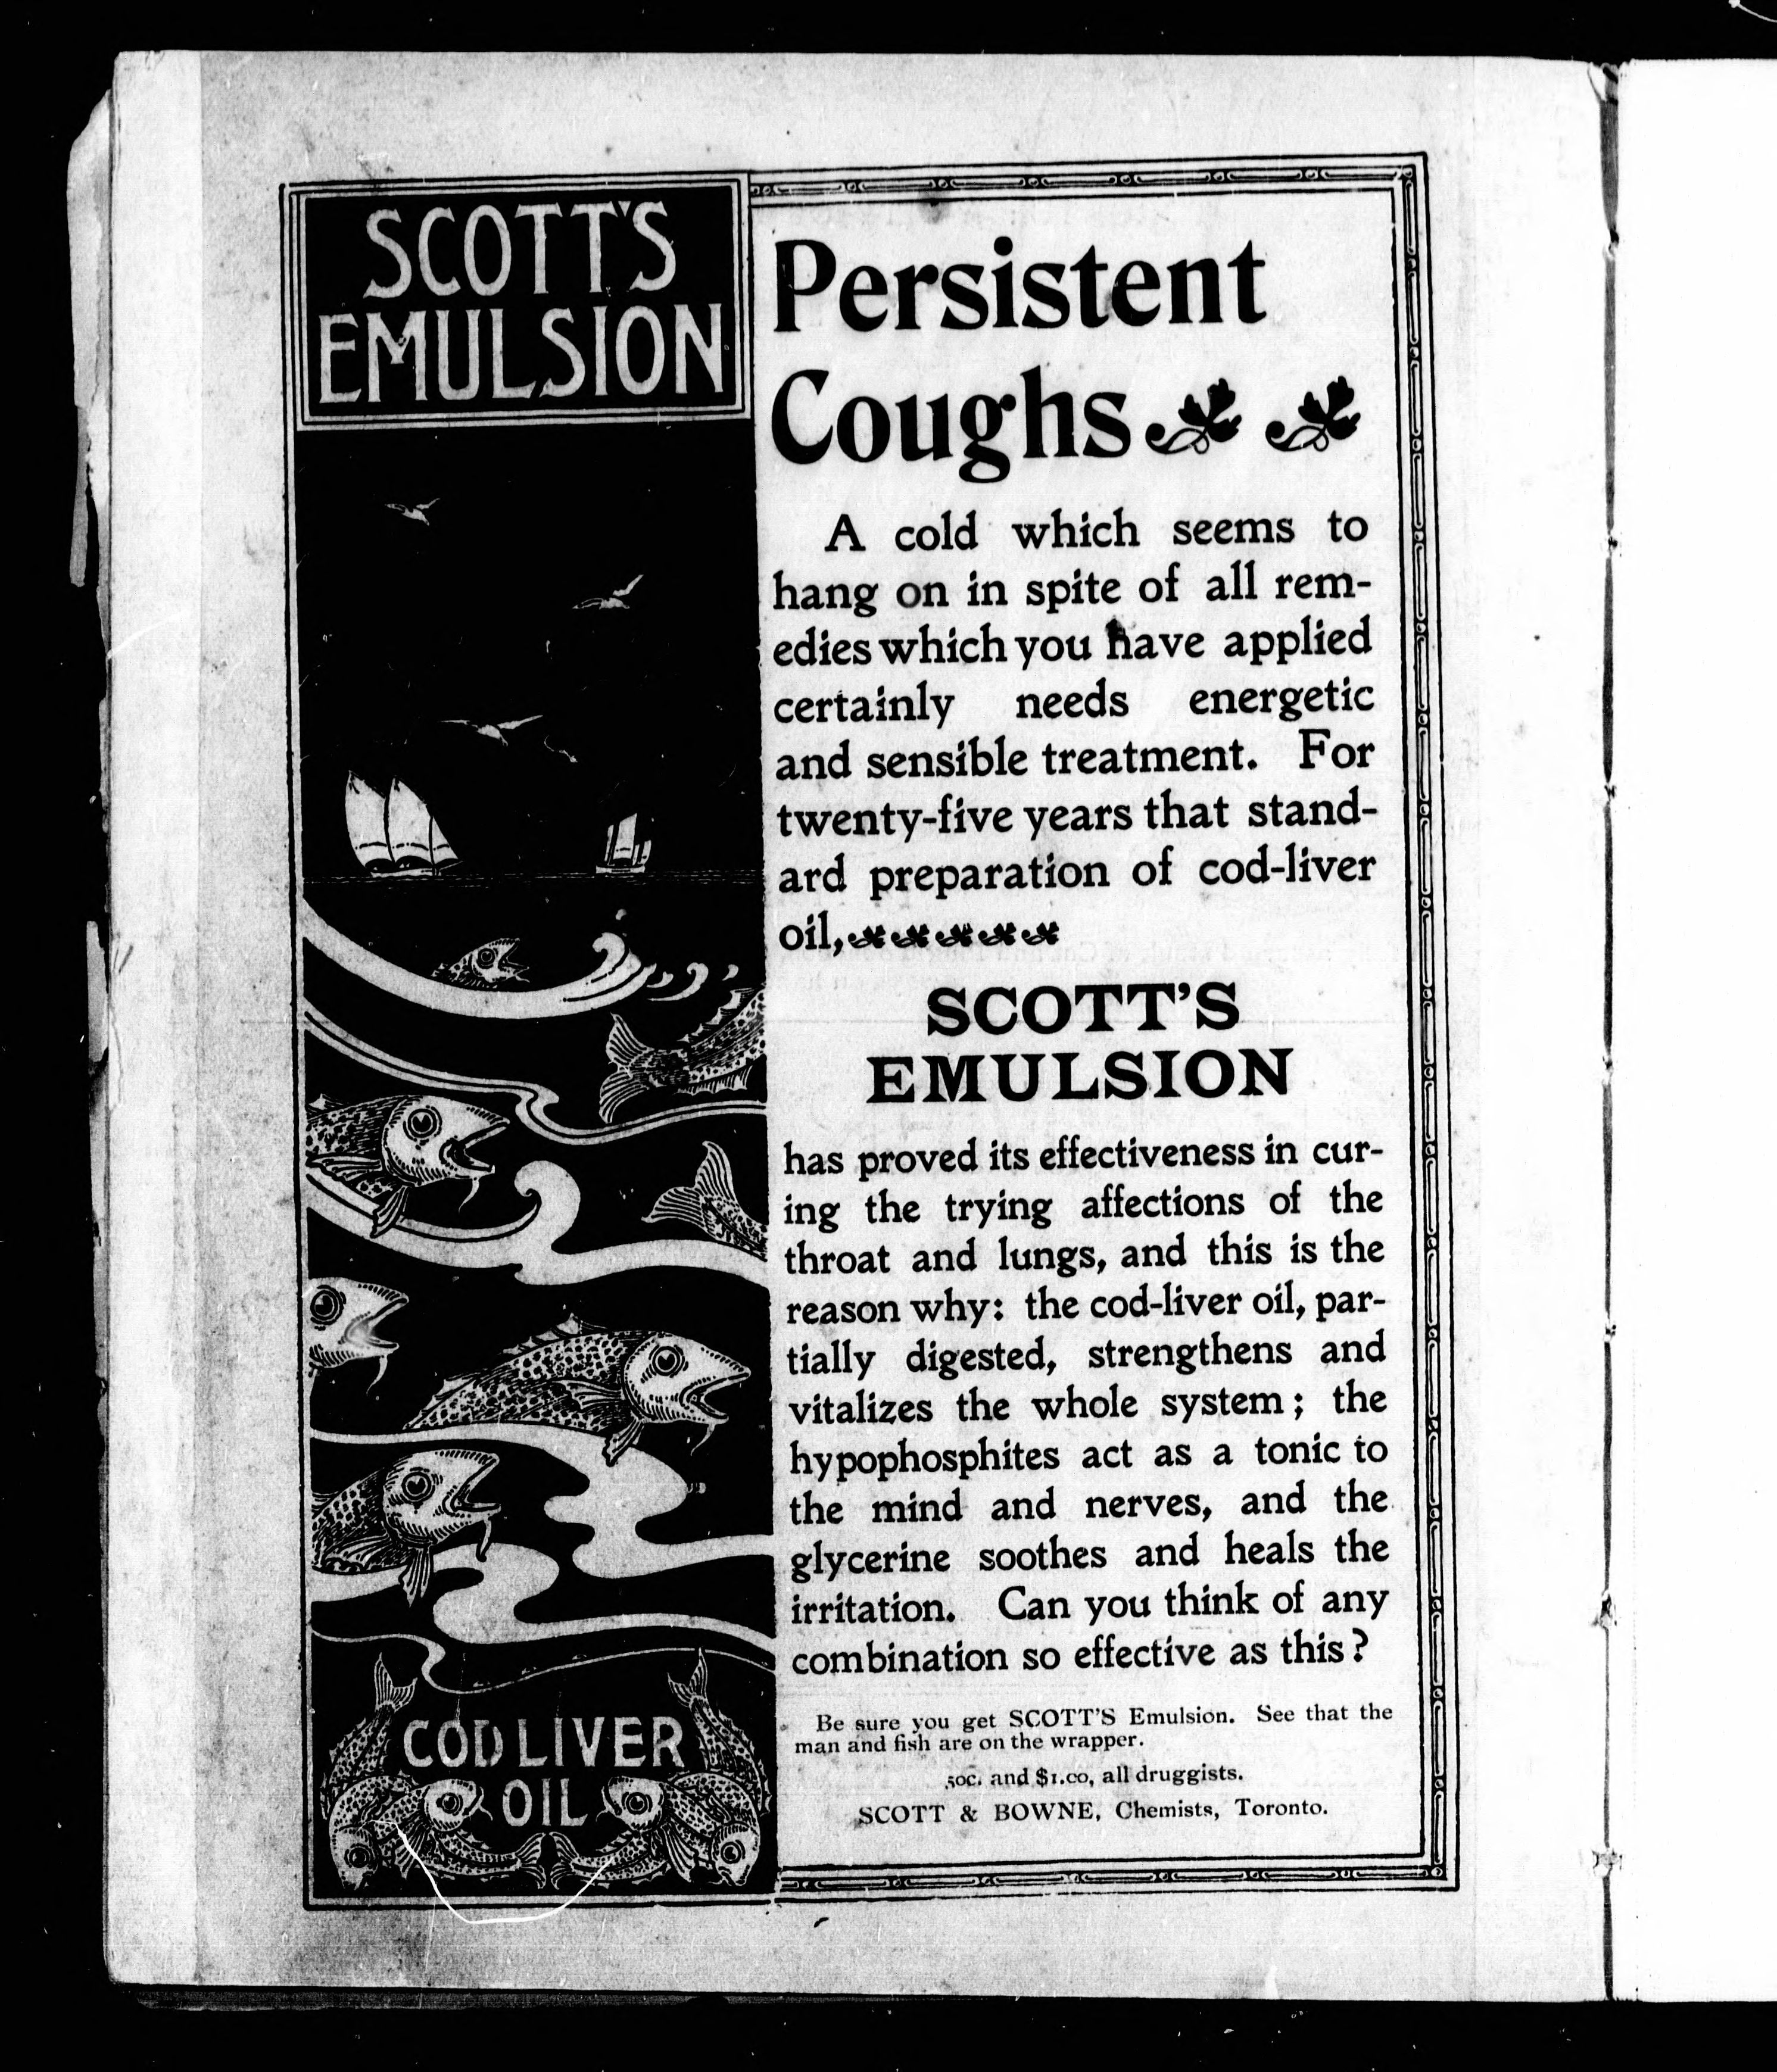 SCOTT'S
EMULSION
COD LIVER
OIL
Persistent
Coughs
A cold which seems to
hang on in spite of all rem-
edies which you have applied
certainly needs energetic
and sensible treatment. For
twenty-five years that stand-
ard preparation of cod-liver
oil,
SCOTT'S
EMULSION
has proved its effectiveness in cur-
ing the trying affections of the
throat and lungs, and this is the
reason why: the cod-liver oil, par-
tially digested, strengthens and
vitalizes the whole system; the
hypophosphites act as a tonic to
the mind and nerves, and the
glycerine soothes and heals the
irritation. Can you think of any
combination so effective as this?
Be sure you get SCOTT'S Emulsion. See that the
man and fish are on the wrapper.
50c. and $1.00, all druggists.
SCOTT & BOWNE, Chemists, Toronto.